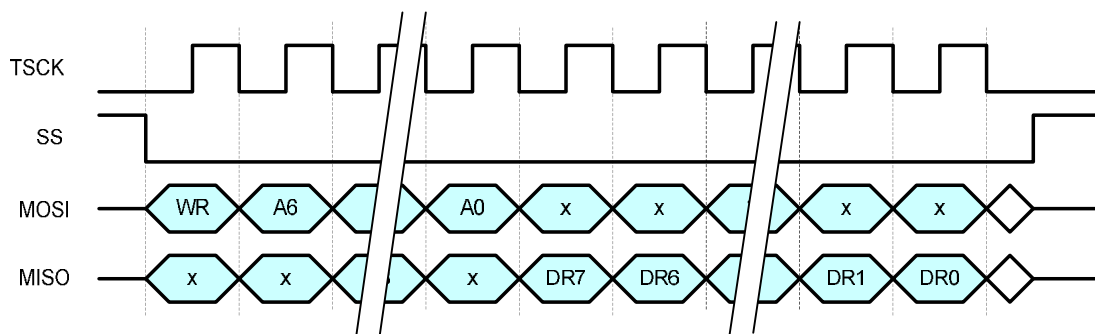 TSCK
SS
MOSI WR A6 A0 x x x x
MISO x x x DR7 DR6 DR1 DR0